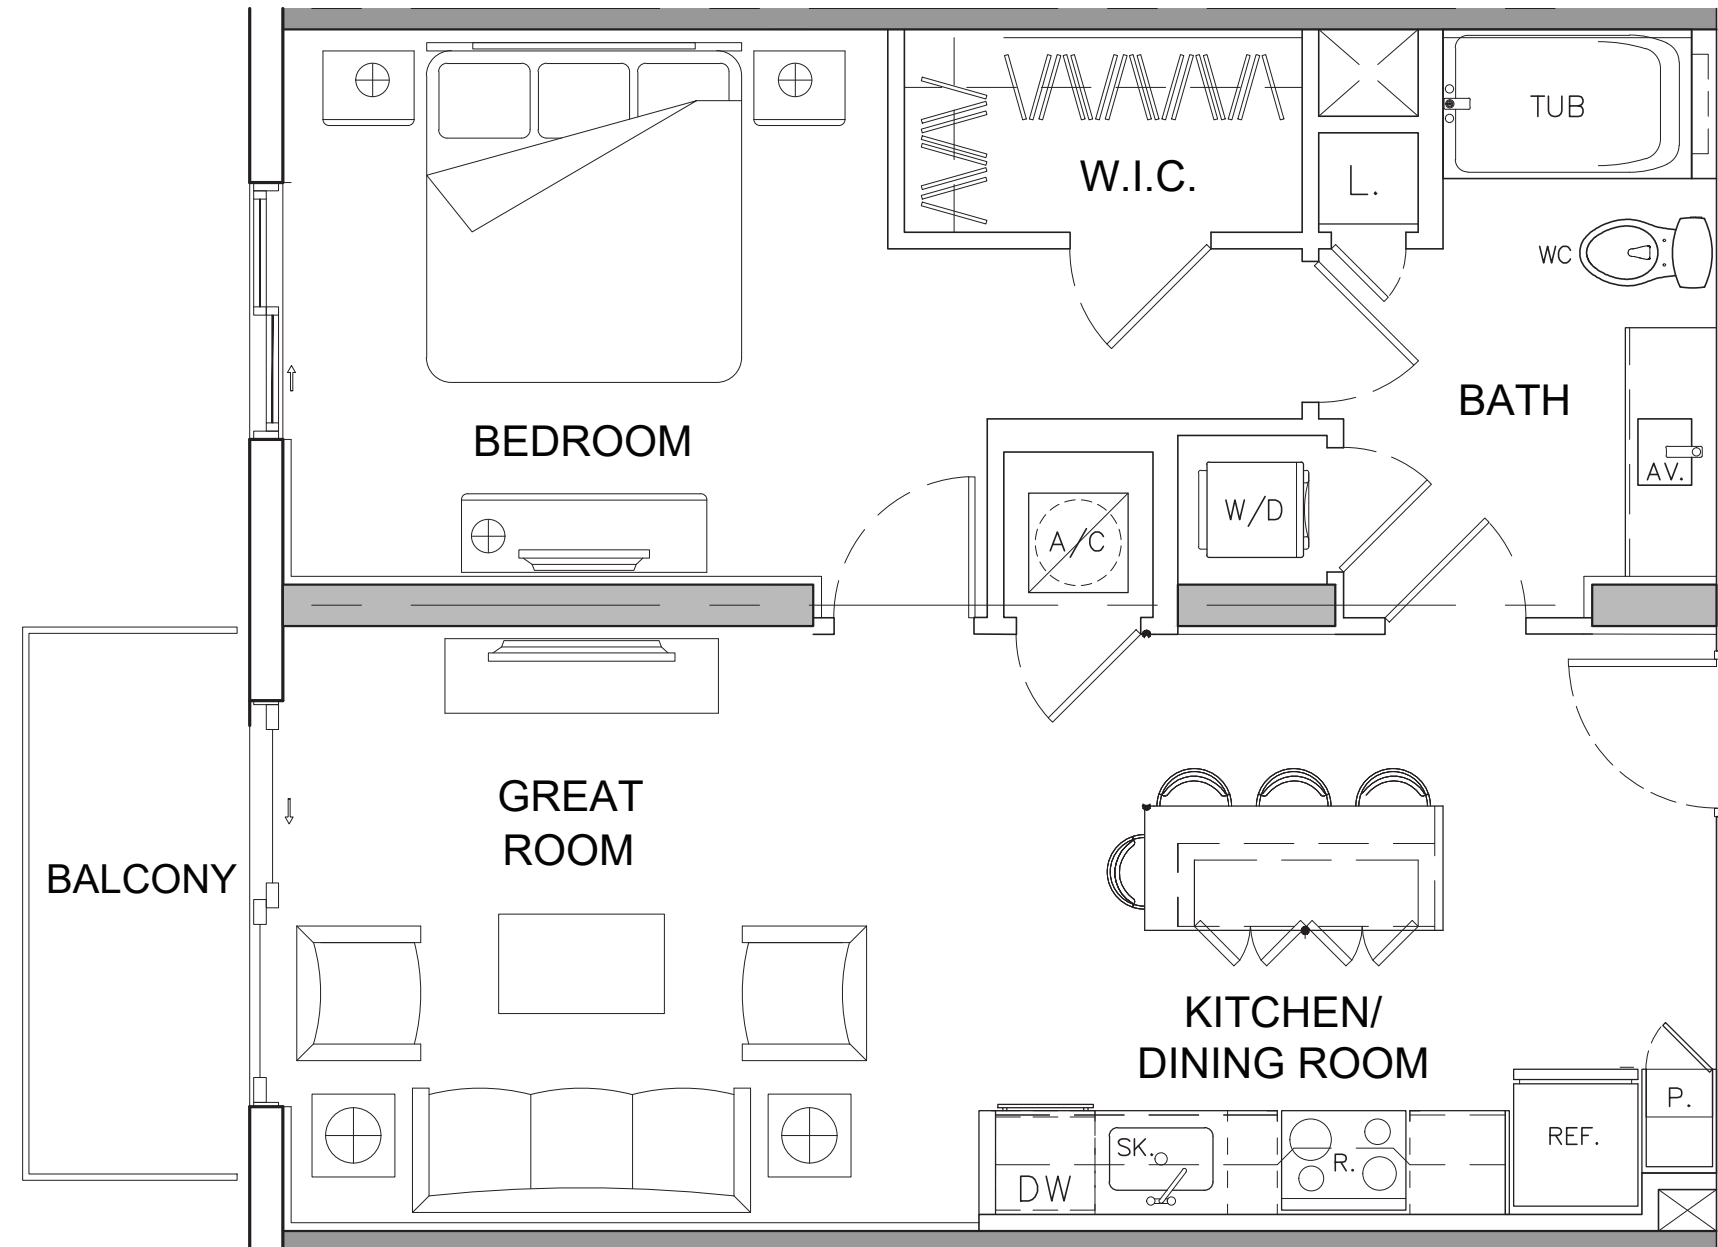 TUB
W.I.C.
L.
WC
BATH
BEDROOM
AV.
W/D
A/C
GREAT
ROOM
BALCONY
KITCHEN/
DINING ROOM
P.
REF.
SK.
R.
DW